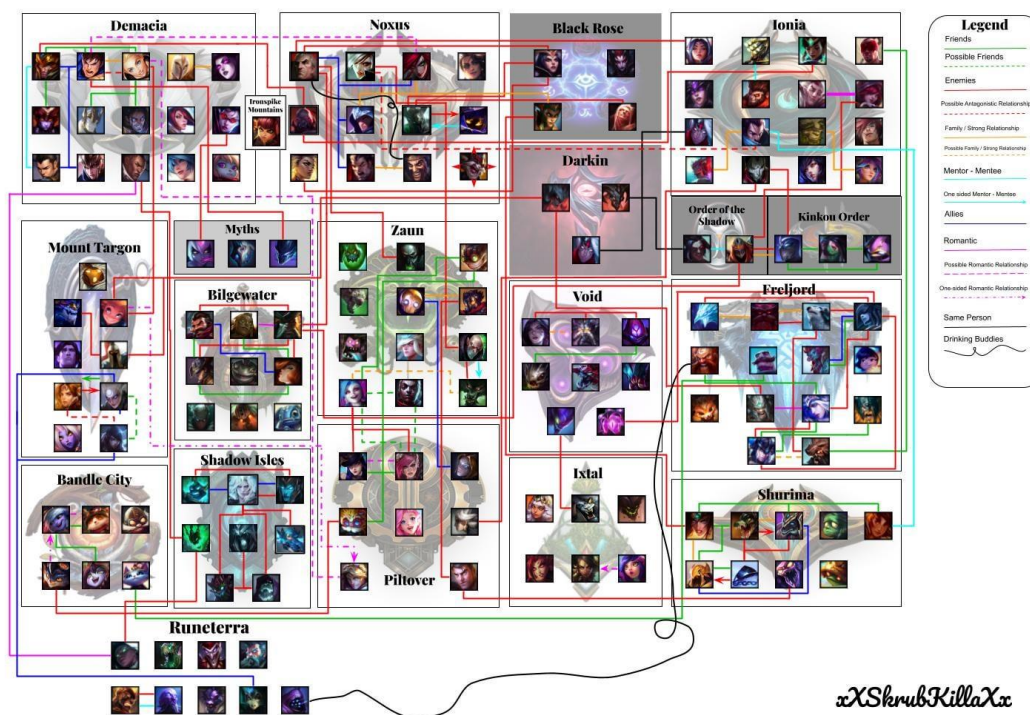 Demacia
Noxus
Black Rose
Ionia
Legend
Friends
Possible Friends
Enemies
Possible Antagonistic Relationship
Family / Strong Relationship
Possible Family / Strong Relationship
Mentor - Mentee
One sided Mentor - Mentee
Allies
Romantic
Possible Romantic Relationship
One-sided Romantic Relationship
Same Person
Drinking Buddies
Ironspike
Mountains
Darkin
Order of the
Shadow
Kinkou Order
Mount Targon
Myths
Zaun
Bilgewater
Void
Freljord
Bandle City
Shadow Isles
Piltover
Ixtal
Shurima
Runeterra
xXSkrubKillaXx